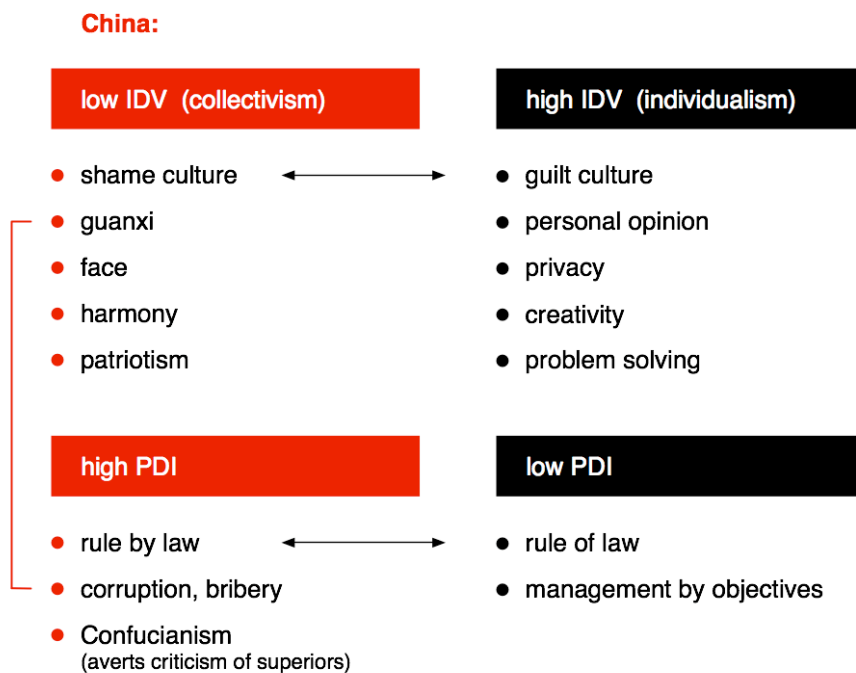 China:
low IDV (collectivism)
shame culture
guanxi
face
harmony
patriotism
high IDV (individualism)
guilt culture
personal opinion
privacy
creativity
problem solving
high PDI
rule by law
corruption, bribery
Confucianism
(averts criticism of superiors)
low PDI
rule of law
management by objectives